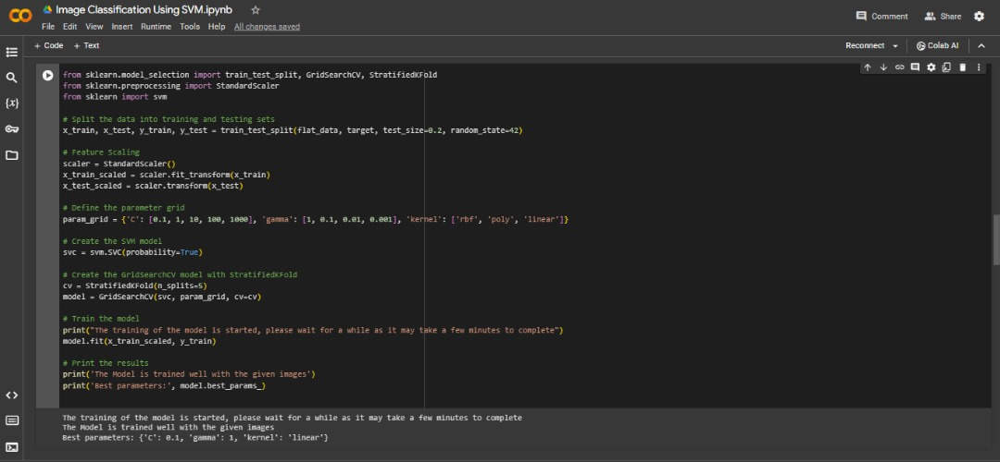 Image Classification Using SVM.ipynb
File Edit View Insert Runtime Tools Help All changes saved
Comment Share
+ Code + Text
Reconnect Colab AI
from sklearn.model_selection import train_test_split, GridSearchCV, StratifiedKFold
from sklearn.preprocessing import StandardScaler
from sklearn import svm
# Split the data into training and testing sets
x_train, x_test, y_train, y_test = train_test_split(flat_data, target, test_size=0.2, random_state=42)
# Feature Scaling
scaler = StandardScaler()
x_train_scaled = scaler.fit_transform(x_train)
x_test_scaled = scaler.transform(x_test)
# Define the parameter grid
param_grid = {'C': [0.1, 1, 10, 100, 1000], 'gamma': [1, 0.1, 0.01, 0.001], 'kernel': ['rbf', 'poly', 'linear']}
# Create the SVM model
svc = svm.SVC(probability=True)
# Create the GridSearchCV model with StratifiedKFold
cv = StratifiedKFold(n_splits=5)
model = GridSearchCV(svc, param_grid, cv=cv)
# Train the model
print("The training of the model is started, please wait for a while as it may take a few minutes to complete")
model.fit(x_train_scaled, y_train)
# Print the results
print('The Model is trained well with the given images')
print('Best parameters:', model.best_params_)
The training of the model is started, please wait for a while as it may take a few minutes to complete
The Model is trained well with the given images
Best parameters: {'C': 0.1, 'gamma': 1, 'kernel': 'linear'}